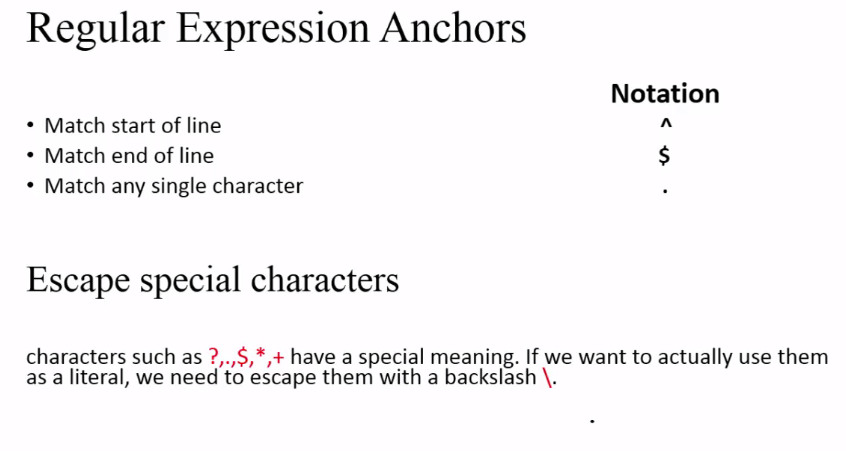 Regular Expression Anchors
Notation
• Match start of line ^
• Match end of line $
• Match any single character .
Escape special characters
characters such as ?,.,$,*,+ have a special meaning. If we want to actually use them
as a literal, we need to escape them with a backslash \.
.